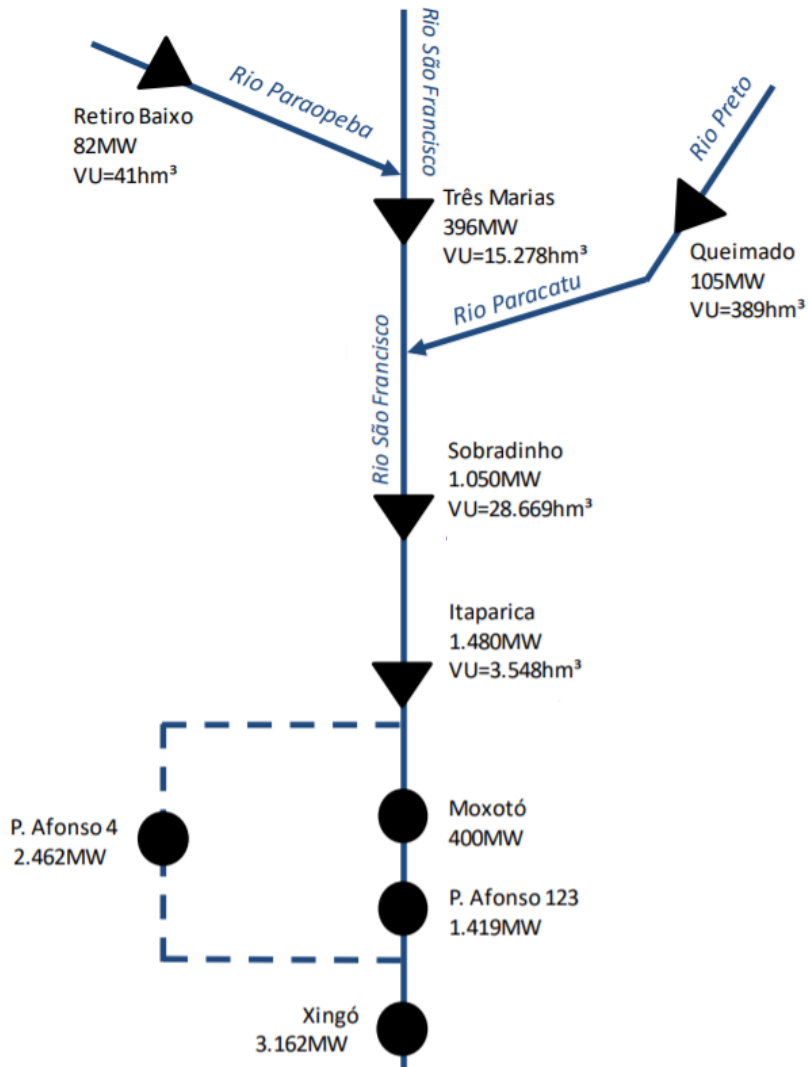 Rio São Francisco
Rio Paraopeba
Rio Preto
Retiro Baixo
82MW
VU=41hm³
Três Marias
396MW
VU=15.278hm³
Queimado
105MW
VU=389hm³
Rio Paracatu
Rio São Francisco
Sobradinho
1.050MW
VU=28.669hm³
Itaparica
1.480MW
VU=3.548hm³
P. Afonso 4
2.462MW
Moxotó
400MW
P. Afonso 123
1.419MW
Xingó
3.162MW